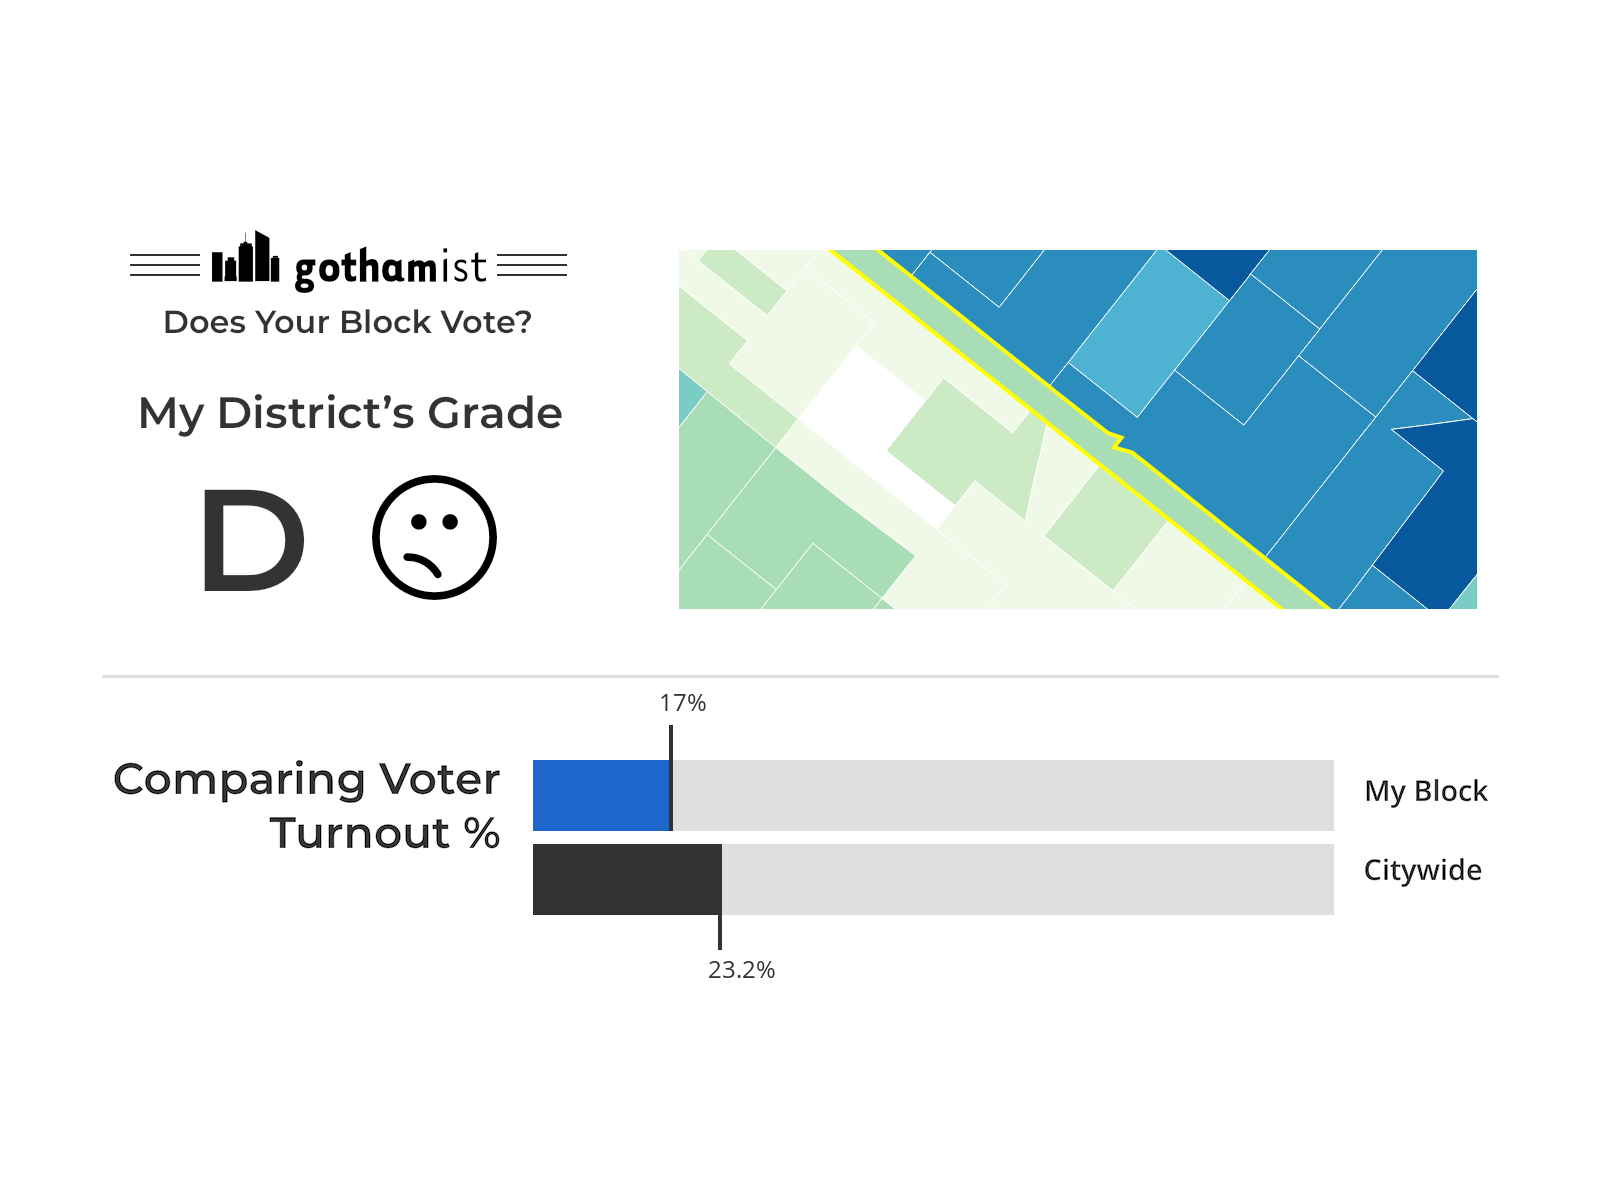 gothamist
Does Your Block Vote?
My District’s Grade
D
17%
Comparing Voter
Turnout %
My Block
Citywide
23.2%